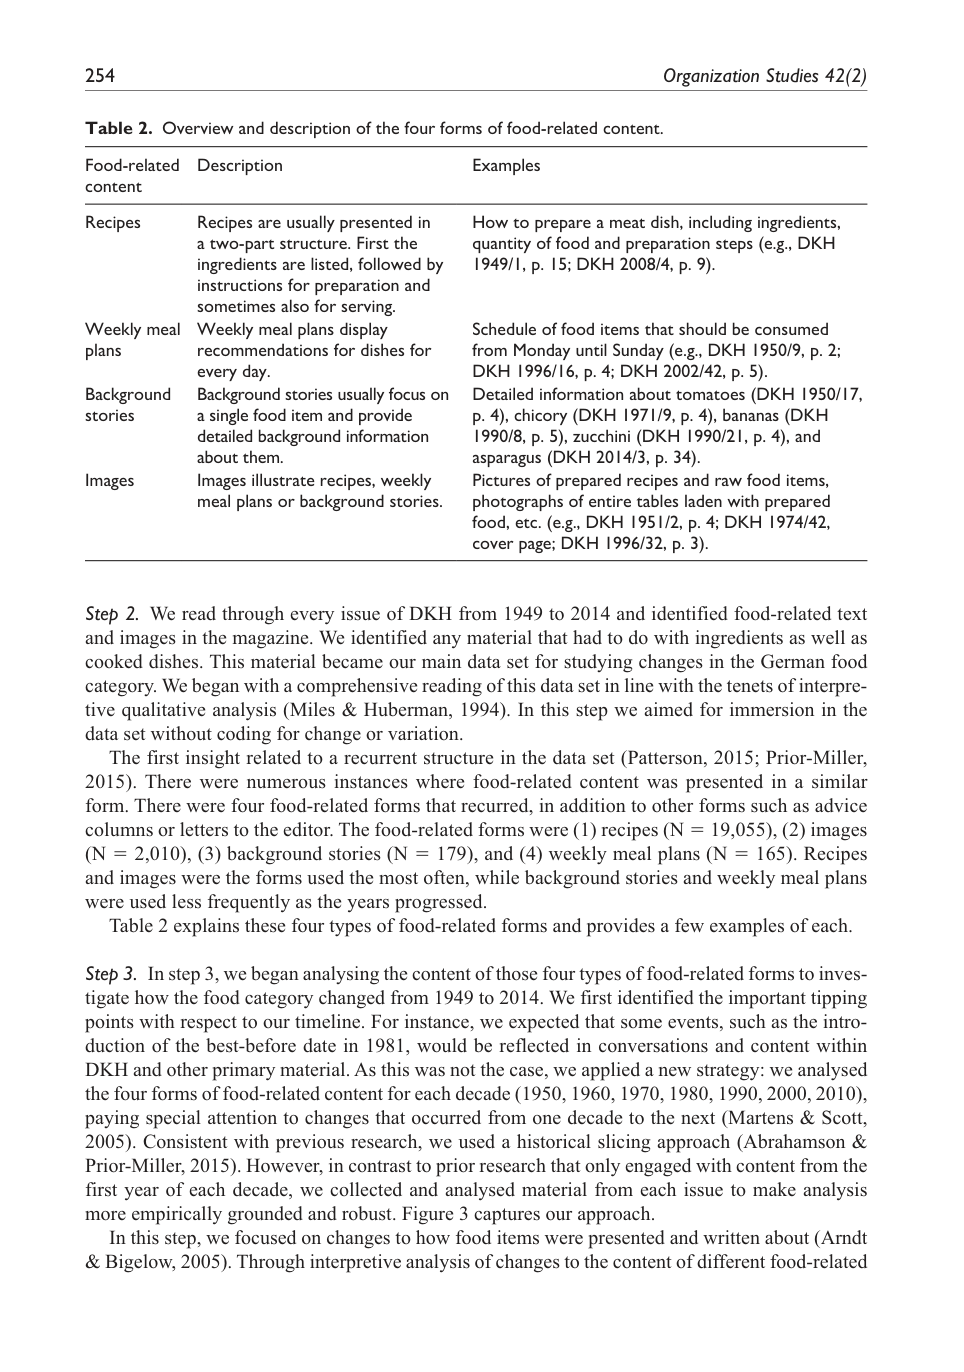 254
Organization Studies 42(2)
Table 2. Overview and description of the four forms of food-related content.
Food-related content
Description
Examples
Recipes
Recipes are usually presented in
a two-part structure. First the
ingredients are listed, followed by
instructions for preparation and
sometimes also for serving.
How to prepare a meat dish, including ingredients,
quantity of food and preparation steps (e.g., DKH
1949/1, p. 15; DKH 2008/4, p. 9).
Weekly meal
plans
Weekly meal plans display
recommendations for dishes for
every day.
Schedule of food items that should be consumed
from Monday until Sunday (e.g., DKH 1950/9, p. 2;
DKH 1996/16, p. 4; DKH 2002/42, p. 5).
Background
stories
Background stories usually focus on
a single food item and provide
detailed background information
about them.
Detailed information about tomatoes (DKH 1950/17,
p. 4), chicory (DKH 1971/9, p. 4), bananas (DKH
1990/8, p. 5), zucchini (DKH 1990/21, p. 4), and
asparagus (DKH 2014/3, p. 34).
Images
Images illustrate recipes, weekly
meal plans or background stories.
Pictures of prepared recipes and raw food items,
photographs of entire tables laden with prepared
food, etc. (e.g., DKH 1951/2, p. 4; DKH 1974/42,
cover page; DKH 1996/32, p. 3).
Step 2. We read through every issue of DKH from 1949 to 2014 and identified food-related text
and images in the magazine. We identified any material that had to do with ingredients as well as
cooked dishes. This material became our main data set for studying changes in the German food
category. We began with a comprehensive reading of this data set in line with the tenets of interpre-
tive qualitative analysis (Miles & Huberman, 1994). In this step we aimed for immersion in the
data set without coding for change or variation.
The first insight related to a recurrent structure in the data set (Patterson, 2015; Prior-Miller,
2015). There were numerous instances where food-related content was presented in a similar
form. There were four food-related forms that recurred, in addition to other forms such as advice
columns or letters to the editor. The food-related forms were (1) recipes (N = 19,055), (2) images
(N = 2,010), (3) background stories (N = 179), and (4) weekly meal plans (N = 165). Recipes
and images were the forms used the most often, while background stories and weekly meal plans
were used less frequently as the years progressed.
Table 2 explains these four types of food-related forms and provides a few examples of each.
Step 3. In step 3, we began analysing the content of those four types of food-related forms to inves-
tigate how the food category changed from 1949 to 2014. We first identified the important tipping
points with respect to our timeline. For instance, we expected that some events, such as the intro-
duction of the best-before date in 1981, would be reflected in conversations and content within
DKH and other primary material. As this was not the case, we applied a new strategy: we analysed
the four forms of food-related content for each decade (1950, 1960, 1970, 1980, 1990, 2000, 2010),
paying special attention to changes that occurred from one decade to the next (Martens & Scott,
2005). Consistent with previous research, we used a historical slicing approach (Abrahamson &
Prior-Miller, 2015). However, in contrast to prior research that only engaged with content from the
first year of each decade, we collected and analysed material from each issue to make analysis
more empirically grounded and robust. Figure 3 captures our approach.
In this step, we focused on changes to how food items were presented and written about (Arndt
& Bigelow, 2005). Through interpretive analysis of changes to the content of different food-related